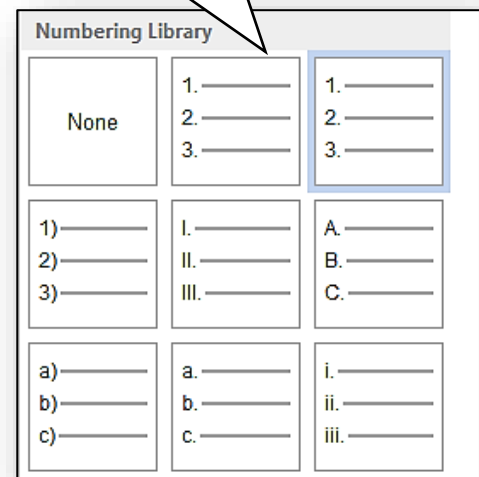 Numbering Library
None
1.
2.
3.
1.
2.
3.
1)
2)
3)
I.
II.
III.
A.
B.
C.
a)
b)
c)
a.
b.
c.
i.
ii.
iii.